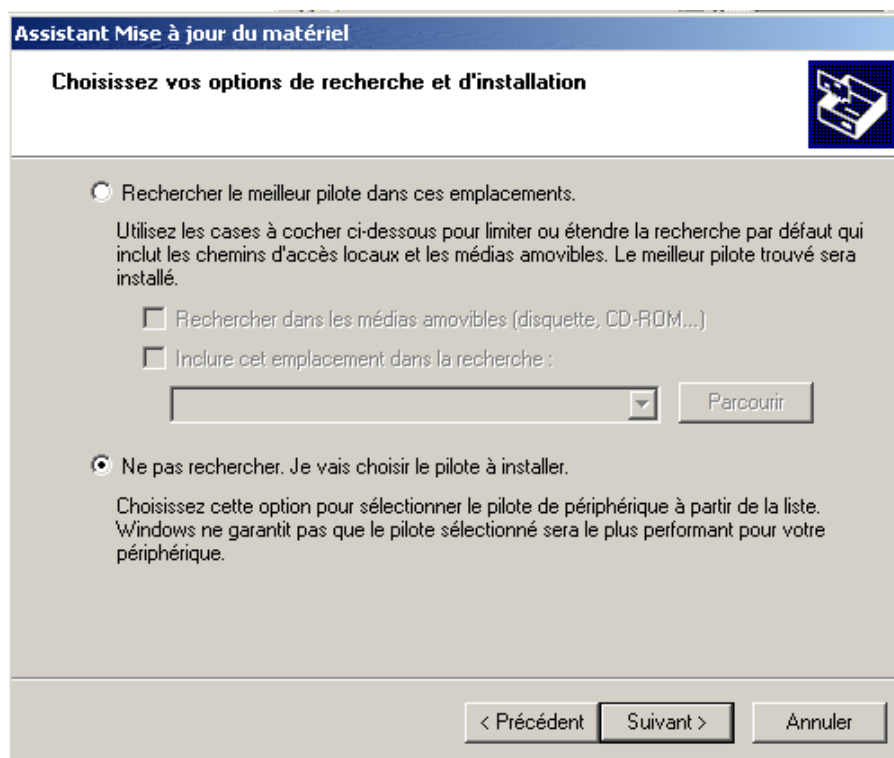 Assistant Mise à jour du matériel
Choisissez vos options de recherche et d'installation
Rechercher le meilleur pilote dans ces emplacements.
Utilisez les cases à cocher ci-dessous pour limiter ou étendre la recherche par défaut qui
inclut les chemins d'accès locaux et les médias amovibles. Le meilleur pilote trouvé sera
installé.
Rechercher dans les médias amovibles (disquette, CD-ROM...)
Inclure cet emplacement dans la recherche :
Parcourir
Ne pas rechercher. Je vais choisir le pilote à installer.
Choisissez cette option pour sélectionner le pilote de périphérique à partir de la liste.
Windows ne garantit pas que le pilote sélectionné sera le plus performant pour votre
périphérique.
< Précédent Suivant > Annuler